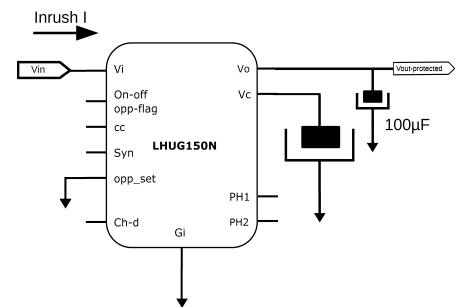 Inrush I
Vin
Vi
Vo
Vout-protected
On-off
opp-flag
Vc
cc
100µF
Syn
LHUG150N
opp_set
PH1
Ch-d
PH2
Gi